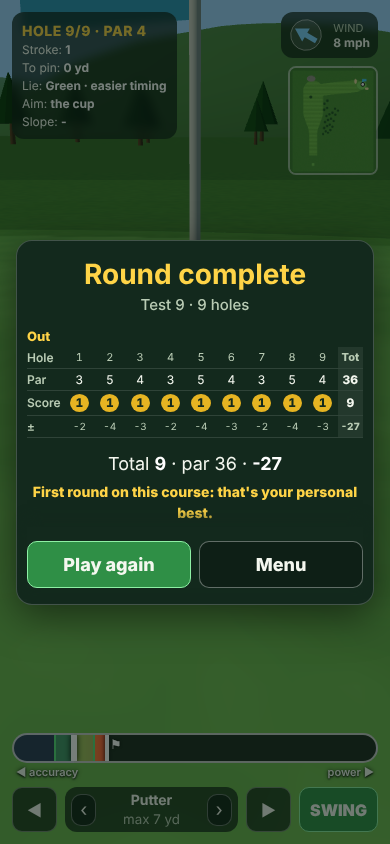 HOLE 9/9 · PAR 4
Stroke: 1
To pin: 0 yd
Lie: Green · easier timing
Aim: the cup
Slope: -
WIND
8 mph
Round complete
Test 9 · 9 holes
Out
Hole 1 2 3 4 5 6 7 8 9 Tot
Par 3 5 4 3 5 4 3 5 4 36
Score 1 1 1 1 1 1 1 1 1 9
± -2 -4 -3 -2 -4 -3 -2 -4 -3 -27
Total 9 · par 36 · -27
First round on this course: that's your personal
best.
Play again
Menu
◀ accuracy
power ▶
◀
‹
Putter
max 7 yd
›
▶
SWING